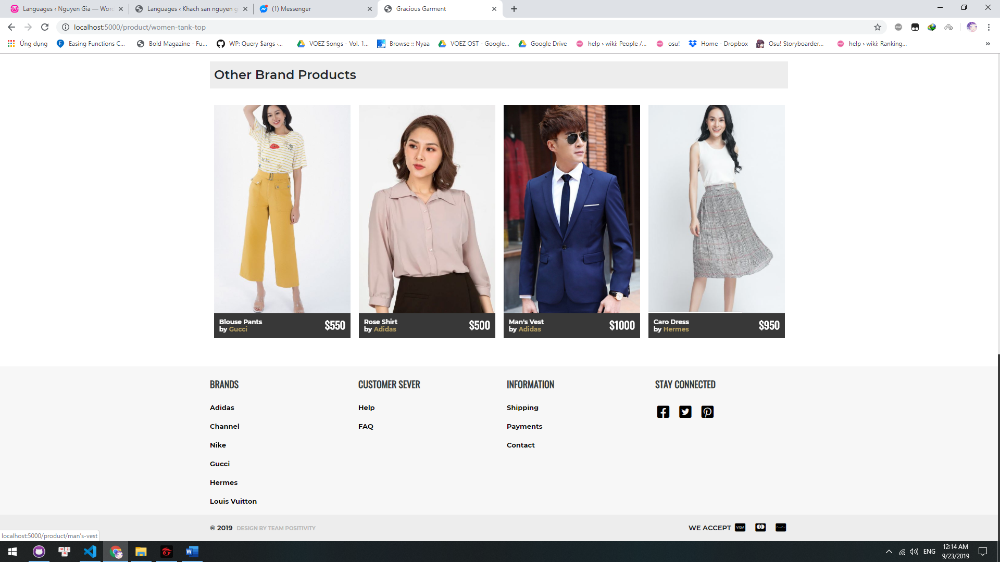 Languages ‹ Nguyen Gia — Word
Languages ‹ Khach san nguyen g
(1) Messenger
Gracious Garment
localhost:5000/product/women-tank-top
Ứng dụng
Easing Functions C...
Bold Magazine - Fu...
WP: Query $args -...
VOEZ Songs - Vol. 1...
Browse :: Nyaa
VOEZ OST - Google...
Google Drive
help › wiki: People /...
osu!
Home - Dropbox
Osu! Storyboarder...
help › wiki: Ranking...
»
Other Brand Products
Blouse Pants
by Gucci
$550
Rose Shirt
by Adidas
$500
Man's Vest
by Adidas
$1000
Caro Dress
by Hermes
$950
BRANDS
Adidas
Channel
Nike
Gucci
Hermes
Louis Vuitton
CUSTOMER SEVER
Help
FAQ
INFORMATION
Shipping
Payments
Contact
STAY CONNECTED
© 2019 DESIGN BY TEAM POSITIVITY
WE ACCEPT VISA
localhost:5000/product/man's-vest
ENG
12:14 AM
9/23/2019